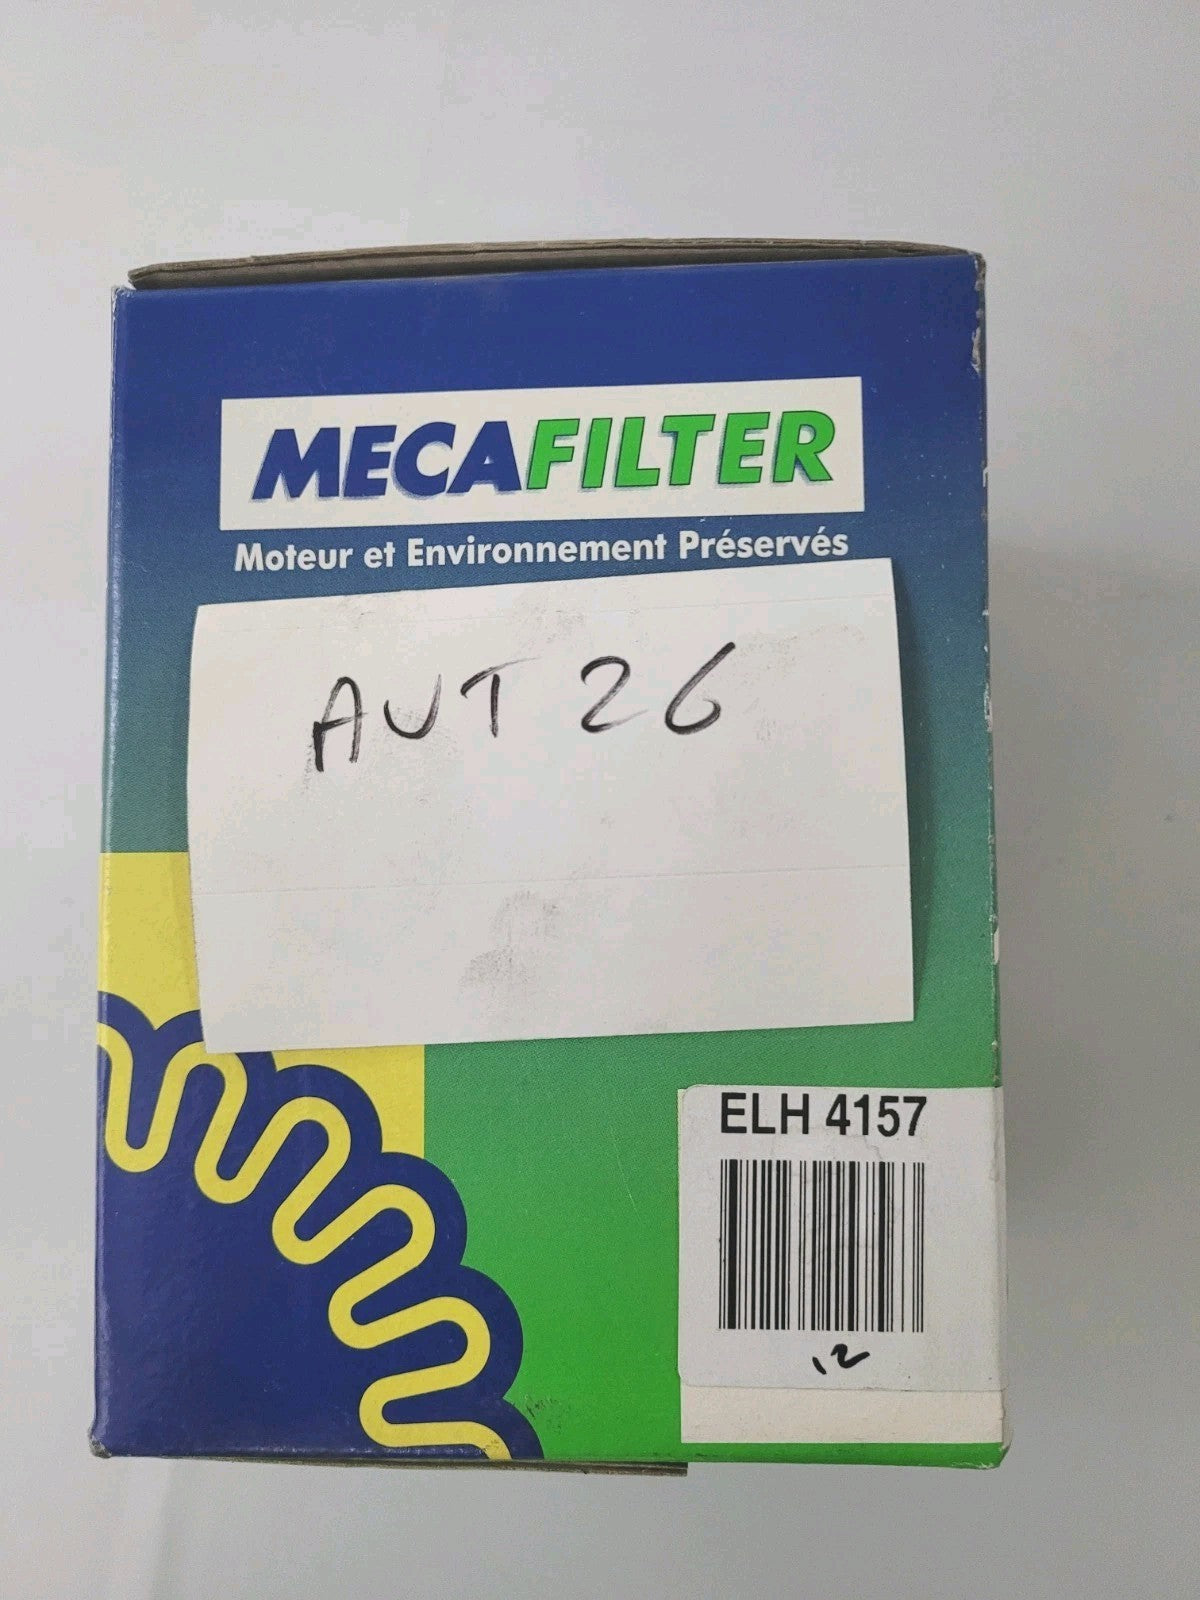 MECAFILTER
Moteur et Environnement Préservés
AUT 26
ELH 4157
12